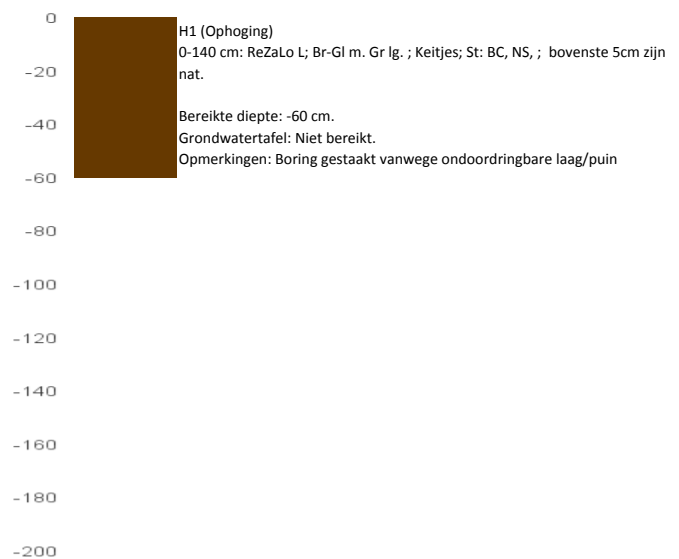 0
H1 (Ophoging)
0-140 cm: ReZaLo L; Br-Gl m. Gr lg. ; Keitjes; St: BC, NS, ;  bovenste 5cm zijn
-20
nat.
Bereikte diepte: -60 cm.
-40
Grondwatertafel: Niet bereikt.
Opmerkingen: Boring gestaakt vanwege ondoordringbare laag/puin
-60
-80
-100
-120
-140
-160
-180
-200